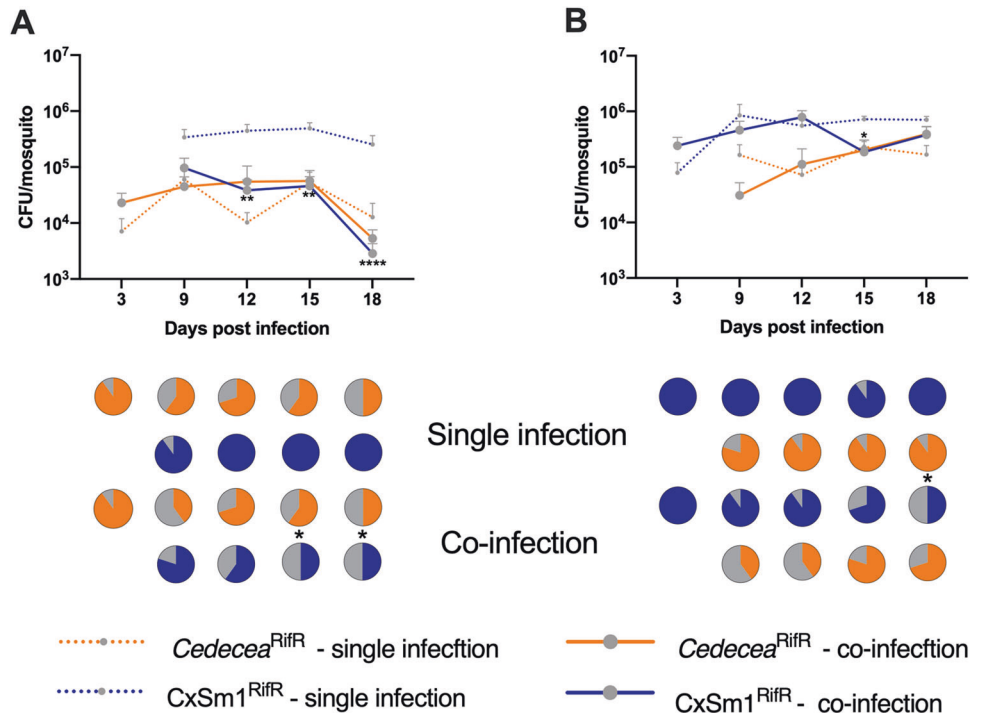 A
10^7
10^6
10^5
10^4
10^3
CFU/mosquito
**
**
****
3 9 12 15 18
Days post infection
B
10^7
10^6
10^5
10^4
10^3
CFU/mosquito
*
3 9 12 15 18
Days post infection
Single infection
*
Co-infection
* *
Cedecea^RifR - single infecftion
Cedecea^RifR - co-infecftion
CxSm1^RifR - single infection
CxSm1^RifR - co-infection